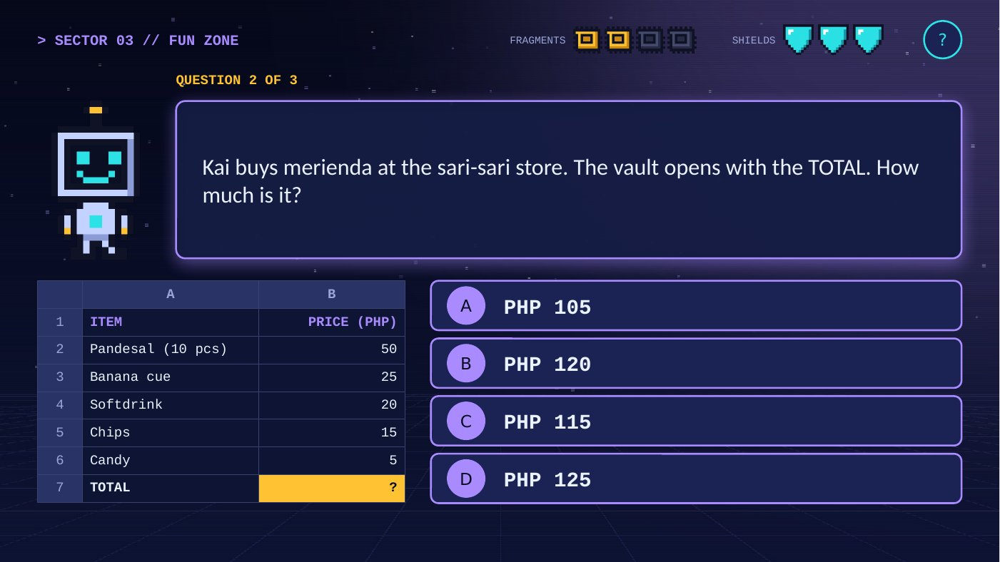 > SECTOR 03 // FUN ZONE
FRAGMENTS
SHIELDS
?
QUESTION 2 OF 3
Kai buys merienda at the sari-sari store. The vault opens with the TOTAL. How
much is it?
A B
1 ITEM PRICE (PHP)
2 Pandesal (10 pcs) 50
3 Banana cue 25
4 Softdrink 20
5 Chips 15
6 Candy 5
7 TOTAL ?
A PHP 105
B PHP 120
C PHP 115
D PHP 125